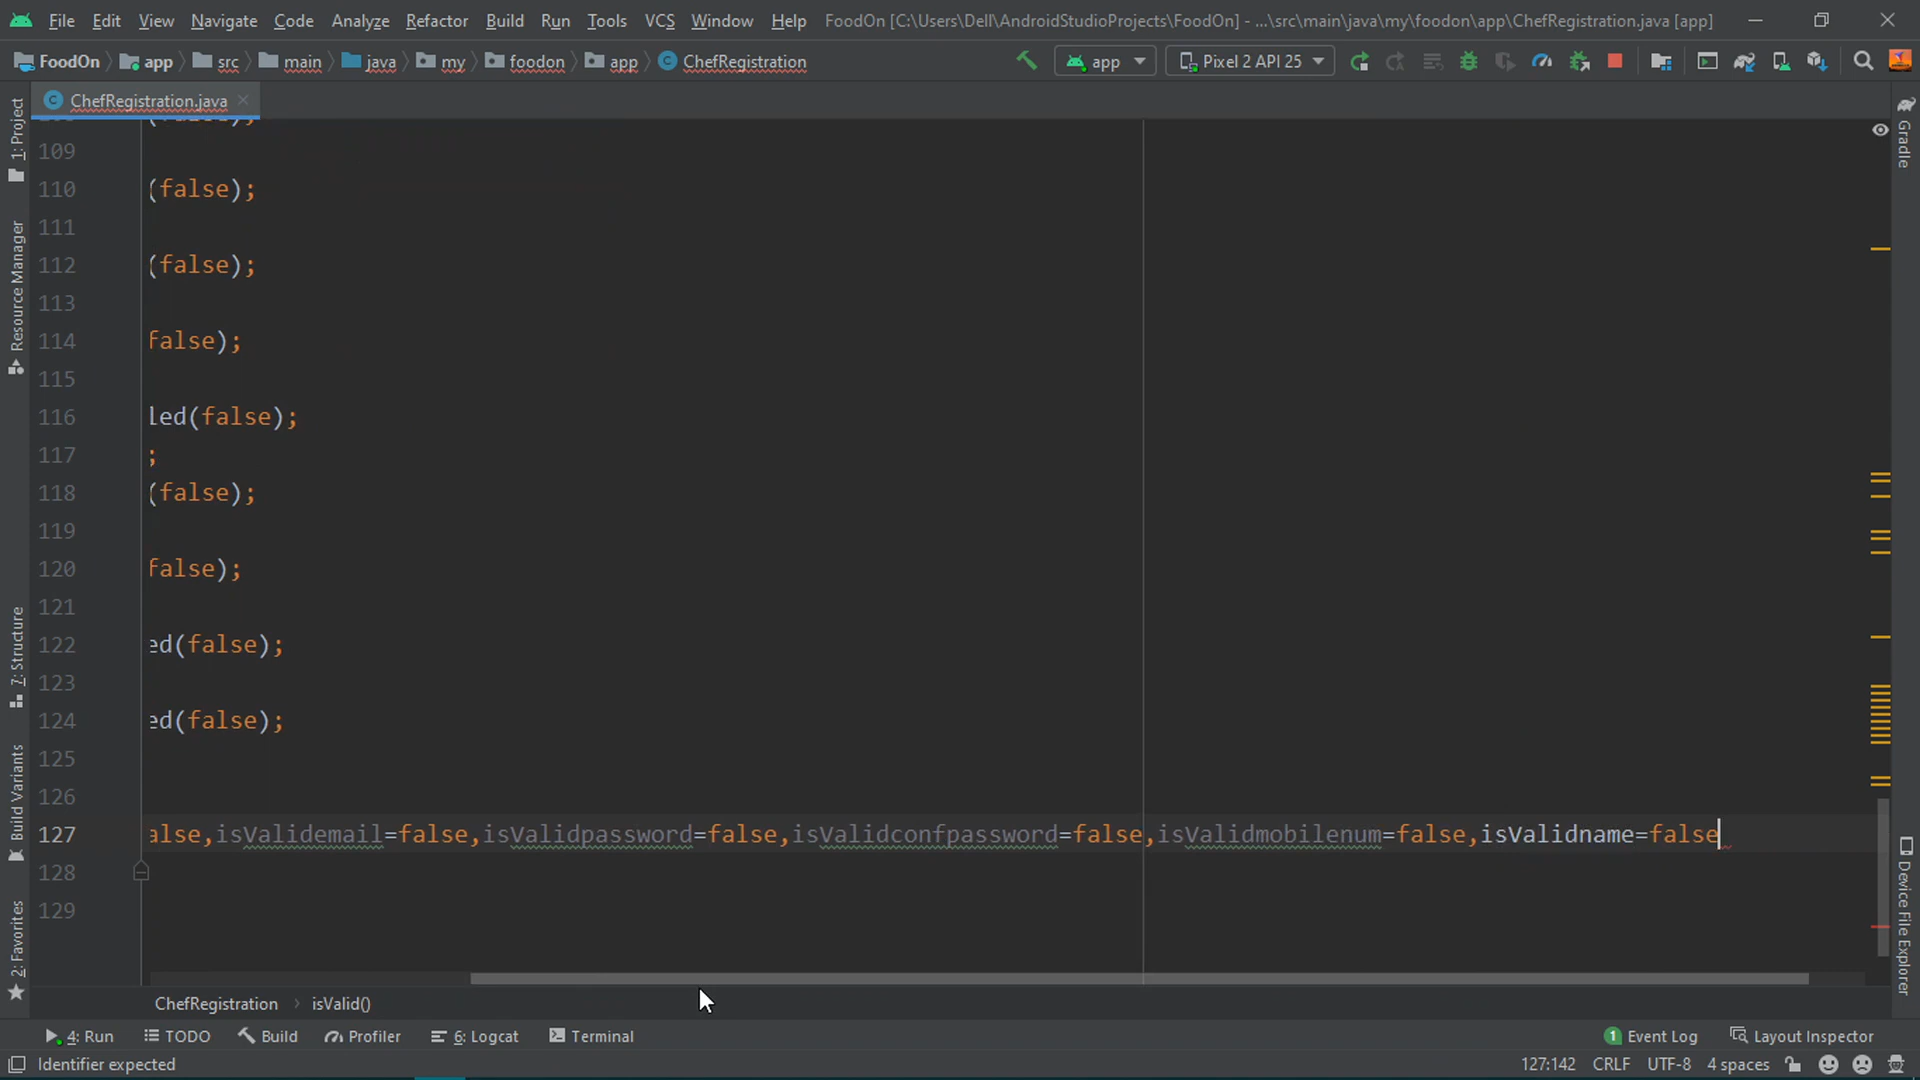 File Edit View Navigate Code Analyze Refactor Build Run Tools VCS Window Help FoodOn [C:\Users\Dell\AndroidStudioProjects\FoodOn] - ...\src\main\java\my\foodon\app\ChefRegistration.java [app]
FoodOn app src main java my foodon app ChefRegistration app Pixel 2 API 25
ChefRegistration.java
109
110 (false);
111
112 (false);
113
114 false);
115
116 led(false);
117 ;
118 (false);
119
120 false);
121
122 ed(false);
123
124 ed(false);
125
126
127 alse,isValidemail=false,isValidpassword=false,isValidconfpassword=false,isValidmobilenum=false,isValidname=false
128
129
1: Project
Resource Manager
7: Structure
Build Variants
2: Favorites
Gradle
Device File Explorer
ChefRegistration isValid()
4: Run TODO Build Profiler 6: Logcat Terminal 1 Event Log Layout Inspector
Identifier expected 127:142 CRLF UTF-8 4 spaces